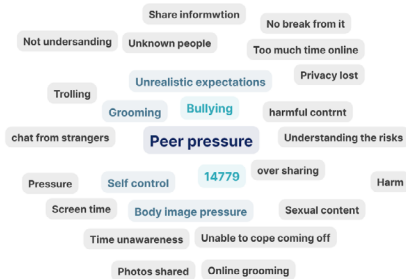 Share informwtion
No break from it
Not undersanding
Unknown people
Too much time online
Unrealistic expectations
Privacy lost
Trolling
Grooming
Bullying
harmful contrnt
chat from strangers
Peer pressure
Understanding the risks
Pressure
Self control
14779
over sharing
Harm
Screen time
Body image pressure
Sexual content
Time unawareness
Unable to cope coming off
Photos shared
Online grooming